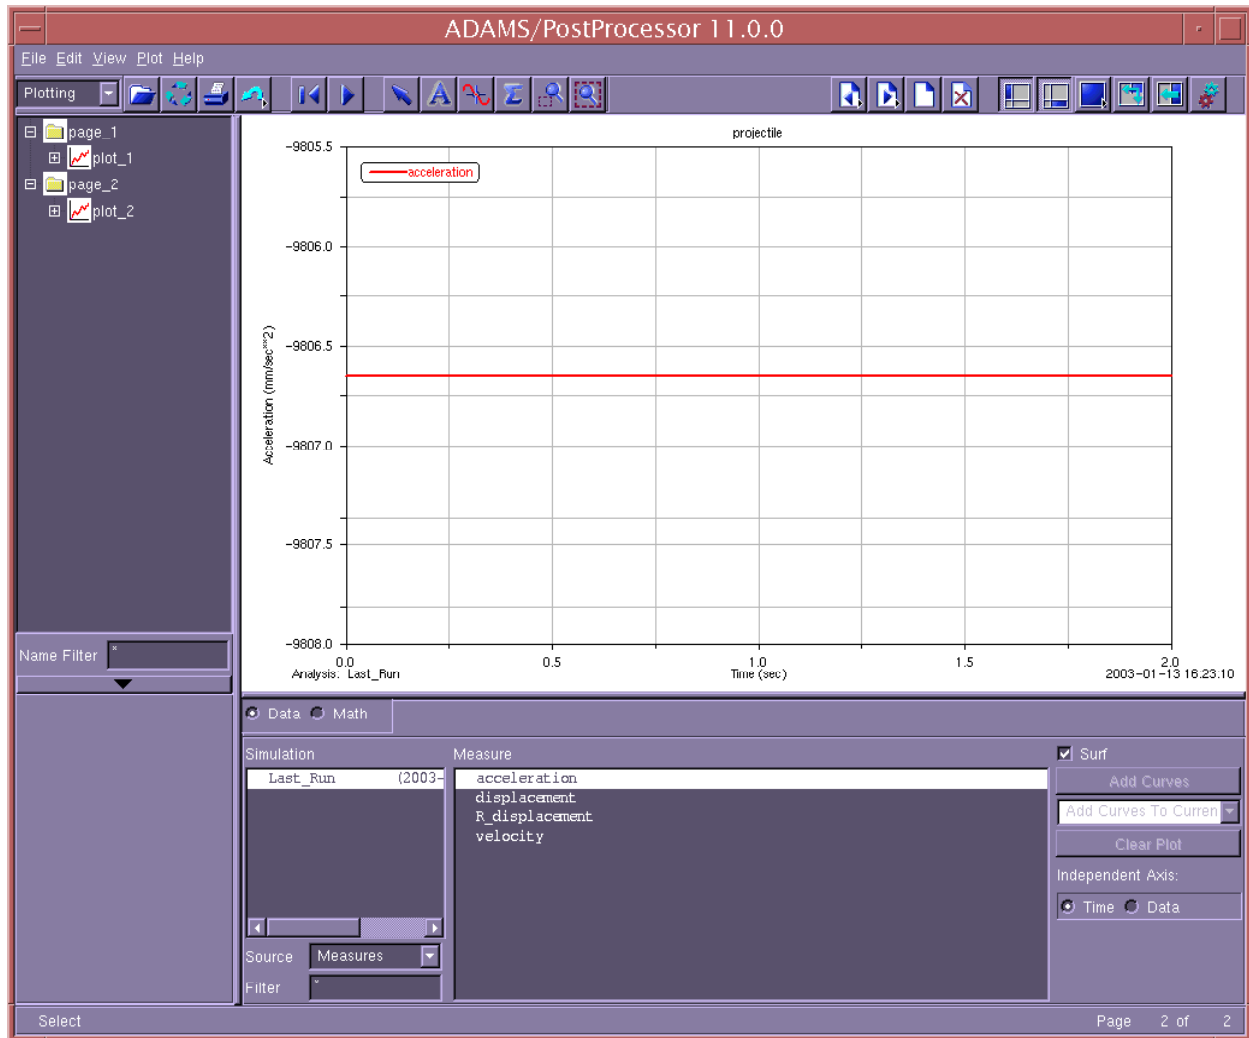 ADAMS/PostProcessor 11.0.0
File Edit View Plot Help
Plotting
page_1
plot_1
page_2
plot_2
Name Filter *
projectile
acceleration
-9805.5
-9806.0
-9806.5
-9807.0
-9807.5
-9808.0
Acceleration (mm/sec**2)
0.0 0.5 1.0 1.5 2.0
Analysis: Last_Run Time (sec) 2003-01-13 16:23:10
Data Math
Simulation Measure Surf
Last_Run (2003- acceleration Add Curves
displacement
R_displacement Add Curves To Curren
velocity Clear Plot
Independent Axis:
Time Data
Source Measures
Filter *
Select Page 2 of 2